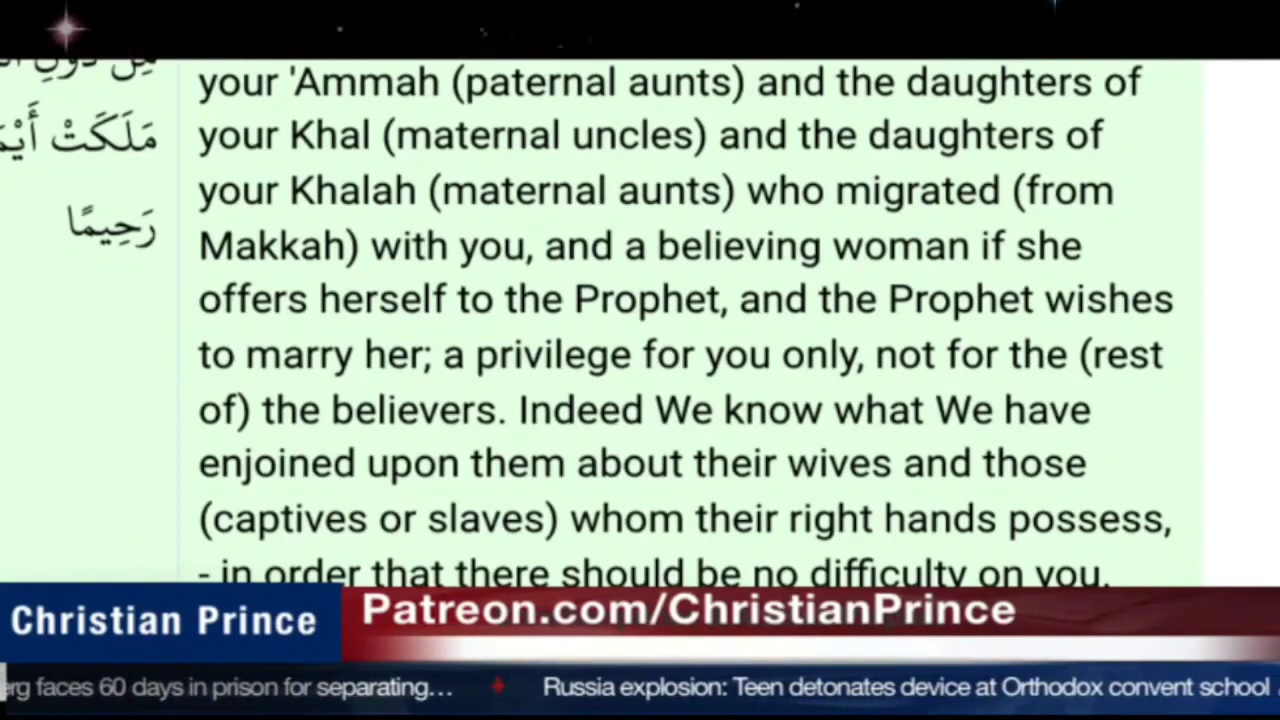 your 'Ammah (paternal aunts) and the daughters of
your Khal (maternal uncles) and the daughters of
your Khalah (maternal aunts) who migrated (from
Makkah) with you, and a believing woman if she
offers herself to the Prophet, and the Prophet wishes
to marry her; a privilege for you only, not for the (rest
of) the believers. Indeed We know what We have
enjoined upon them about their wives and those
(captives or slaves) whom their right hands possess,
- in order that there should be no difficulty on you.
مِن دُونِ
مَلَكَتْ
رَحِيمًا
Christian Prince
Patreon.com/ChristianPrince
faces 60 days in prison for separating...
Russia explosion: Teen detonates device at Orthodox convent school